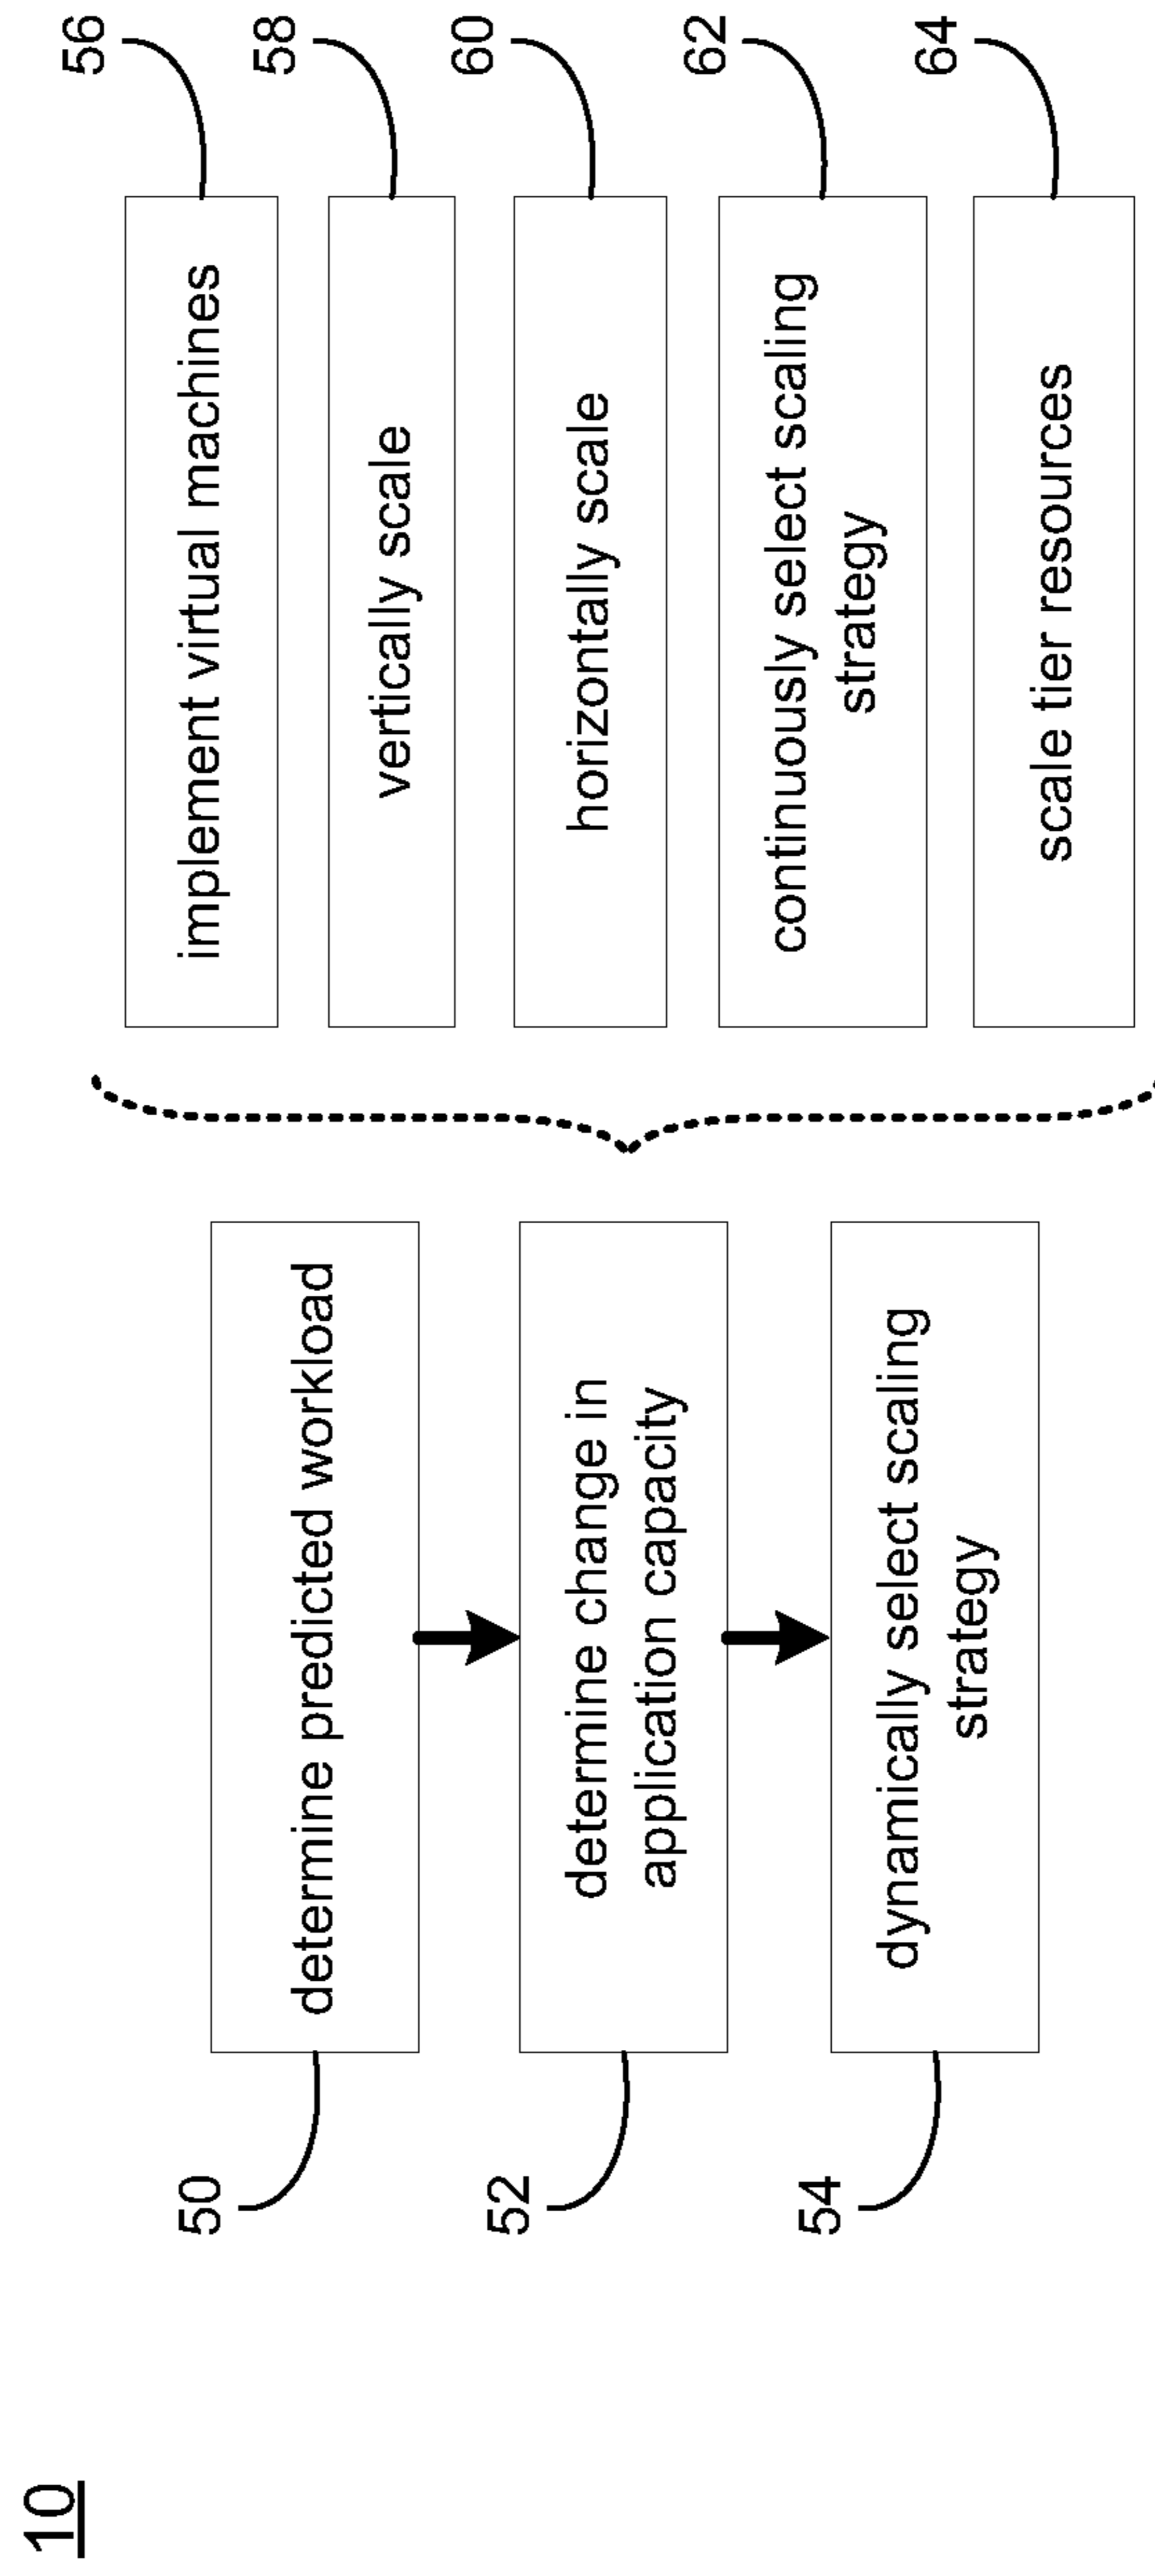 10
50
determine predicted workload
52
determine change in
application capacity
54
dynamically select scaling
strategy
implement virtual machines
56
vertically scale
58
horizontally scale
60
continuously select scaling
strategy
62
scale tier resources
64